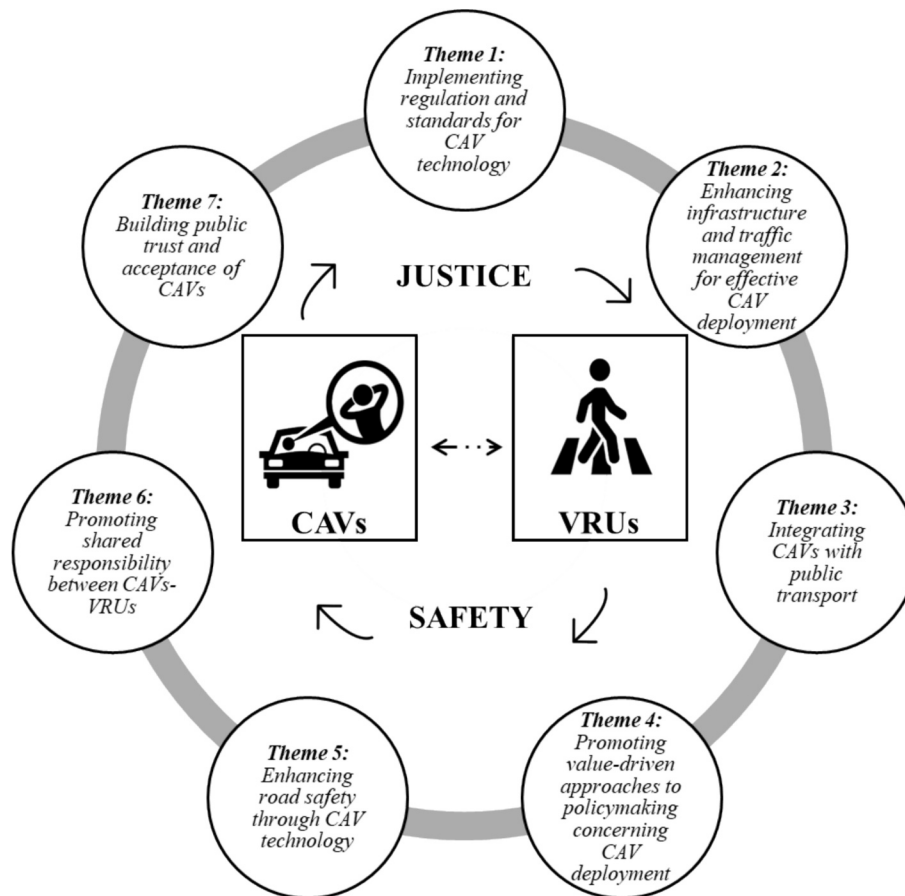 Theme 1:
Implementing
regulation and
standards for
CAV
technology
Theme 2:
Enhancing
infrastructure
and traffic
management
for effective
CAV
deployment
Theme 3:
Integrating
CAVs with
public
transport
Theme 4:
Promoting
value-driven
approaches to
policymaking
concerning
CAV
deployment
Theme 5:
Enhancing
road safety
through CAV
technology
Theme 6:
Promoting
shared
responsibility
between CAVs-
VRUs
Theme 7:
Building public
trust and
acceptance of
CAVs
JUSTICE
CAVs
VRUs
SAFETY